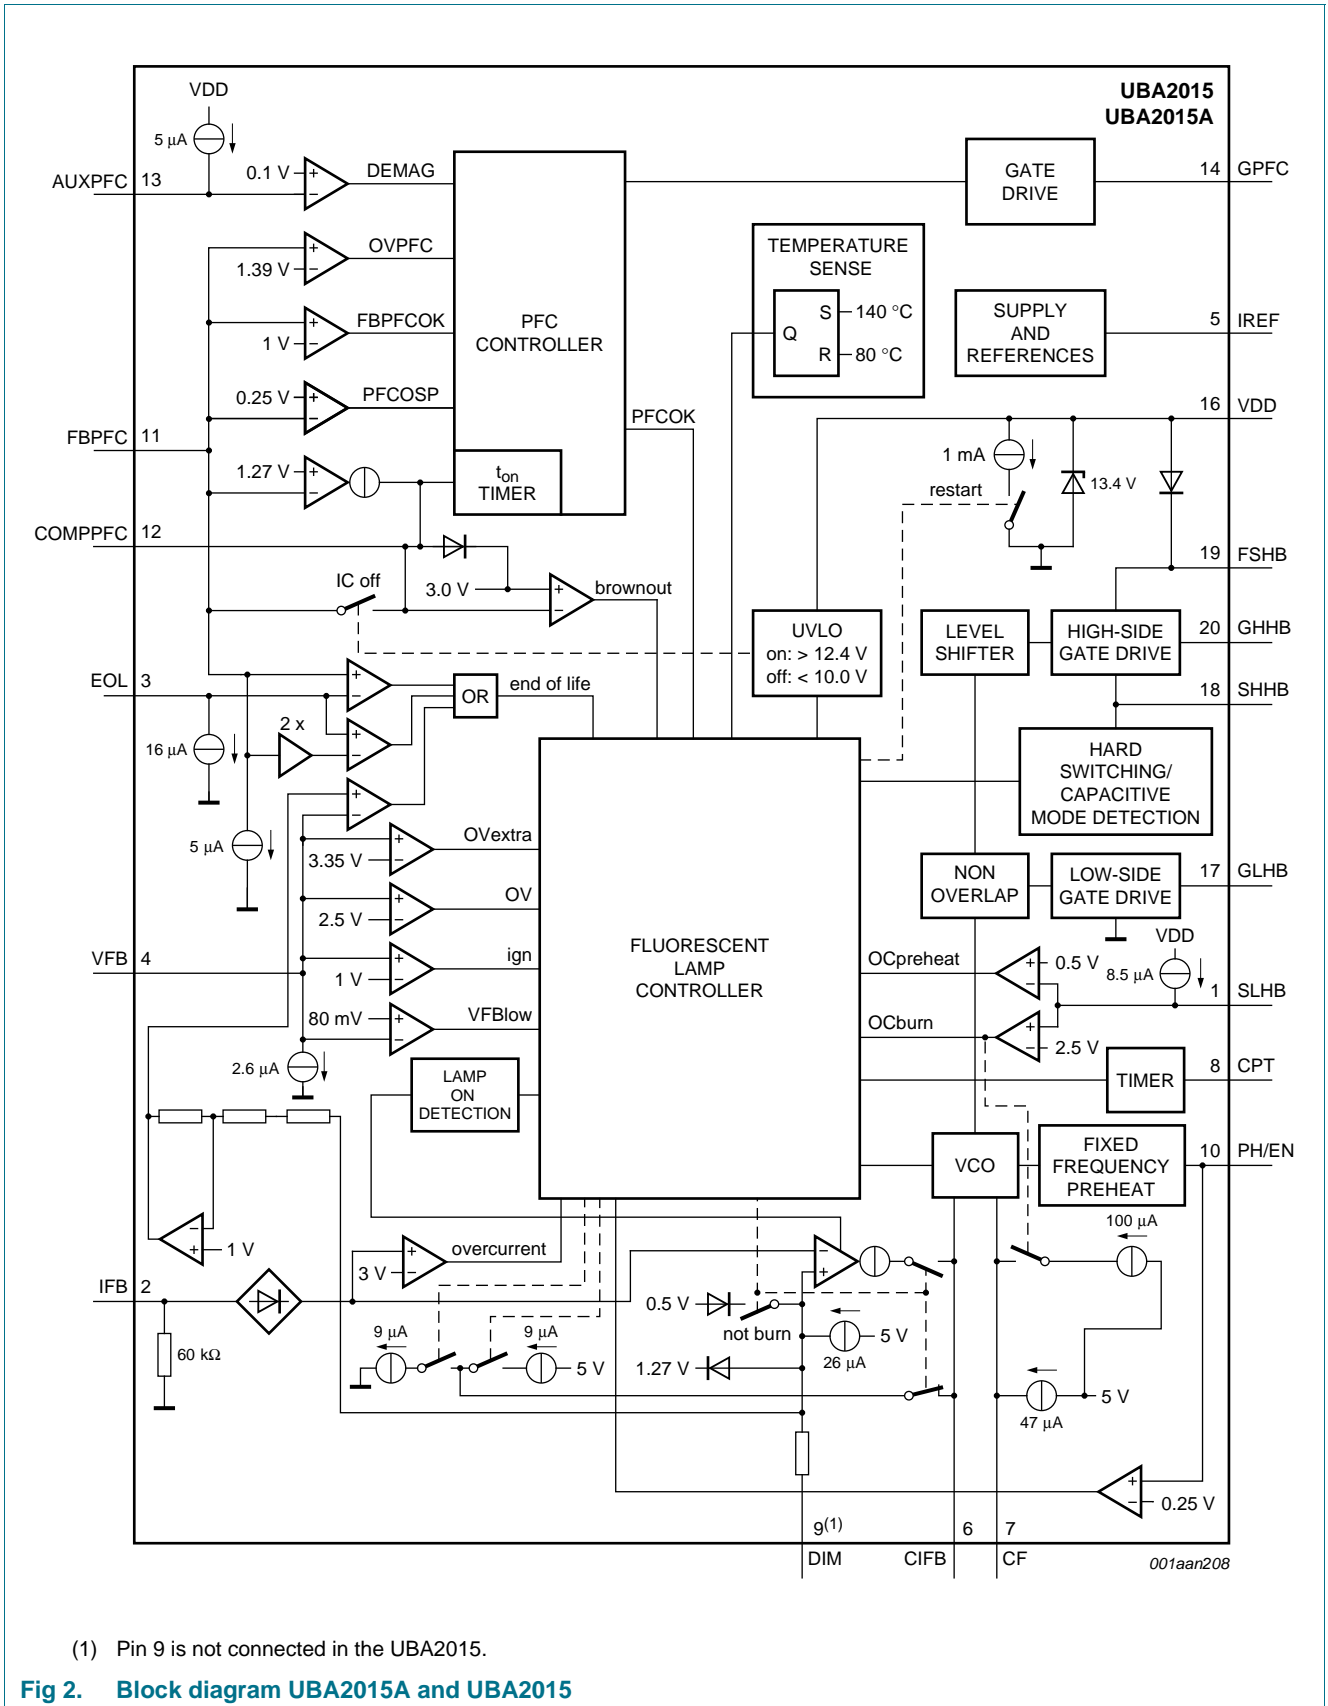 UBA2015
UBA2015A
VDD
5 µA
AUXPFC 13
0.1 V
+
−
DEMAG
GATE
DRIVE
14 GPFC
OVPFC
+
−
1.39 V
TEMPERATURE
SENSE
S 140 °C
Q
R 80 °C
FBPFCOK
+
−
1 V
PFC
CONTROLLER
SUPPLY
AND
REFERENCES
5 IREF
0.25 V
+
−
PFCOSP
PFCOK
16 VDD
FBPFC 11
1.27 V
+
−
ton
TIMER
1 mA
13.4 V
restart
COMPPFC 12
19 FSHB
IC off
3.0 V
+
−
brownout
UVLO
on: > 12.4 V
off: < 10.0 V
LEVEL
SHIFTER
HIGH-SIDE
GATE DRIVE
20 GHHB
EOL 3
+
−
OR
end of life
18 SHHB
16 µA
2 x
+
−
HARD
SWITCHING/
CAPACITIVE
MODE DETECTION
+
−
5 µA
OVextra
+
−
3.35 V
NON
OVERLAP
LOW-SIDE
GATE DRIVE
17 GLHB
OV
+
−
2.5 V
VDD
8.5 µA
VFB 4
ign
+
−
1 V
FLUORESCENT
LAMP
CONTROLLER
OCpreheat
+
−
0.5 V
1 SLHB
80 mV
+
−
VFBlow
OCburn
+
−
2.5 V
2.6 µA
LAMP
ON
DETECTION
TIMER
8 CPT
VCO
FIXED
FREQUENCY
PREHEAT
10 PH/EN
100 µA
−
+
1 V
+
−
overcurrent
3 V
−
+
IFB 2
60 kΩ
0.5 V
not burn
5 V
26 µA
9 µA
9 µA
5 V
1.27 V
5 V
47 µA
+
−
0.25 V
9(1)
6
7
DIM
CIFB
CF
001aan208
(1) Pin 9 is not connected in the UBA2015.
Fig 2. Block diagram UBA2015A and UBA2015